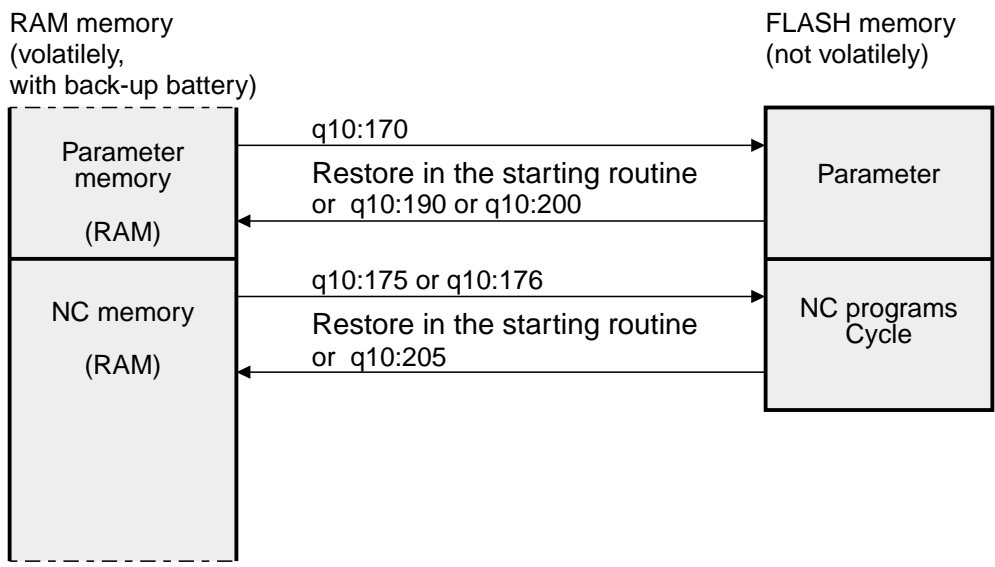 RAM memory
(volatilely,
with back-up battery)
FLASH memory
(not volatilely)
Parameter
memory
(RAM)
q10:170
Restore in the starting routine
or q10:190 or q10:200
Parameter
NC memory
(RAM)
q10:175 or q10:176
Restore in the starting routine
or q10:205
NC programs
Cycle